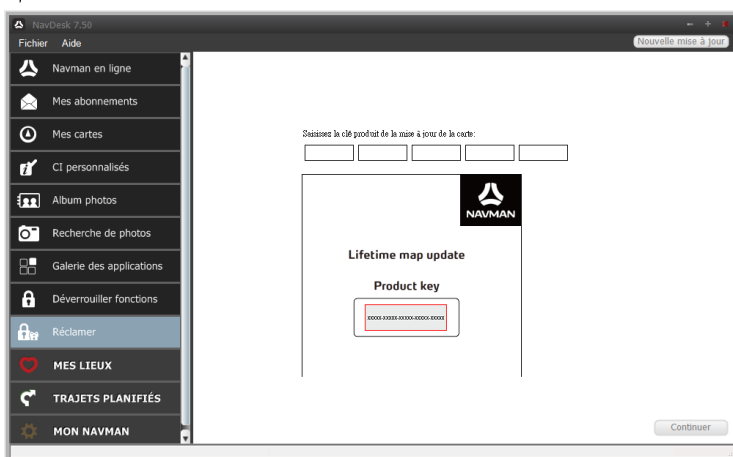 NavDesk 7.50
Fichier Aide
Nouvelle mise à jour
Navman en ligne
Mes abonnements
Mes cartes
CI personnalisés
Album photos
Recherche de photos
Galerie des applications
Déverrouiller fonctions
Réclamer
MES LIEUX
TRAJETS PLANIFIÉS
MON NAVMAN
Saisissez la clé produit de la mise à jour de la carte:
NAVMAN
Lifetime map update
Product key
xxxxx-xxxxx-xxxxx-xxxxx-xxxxx
Continuer